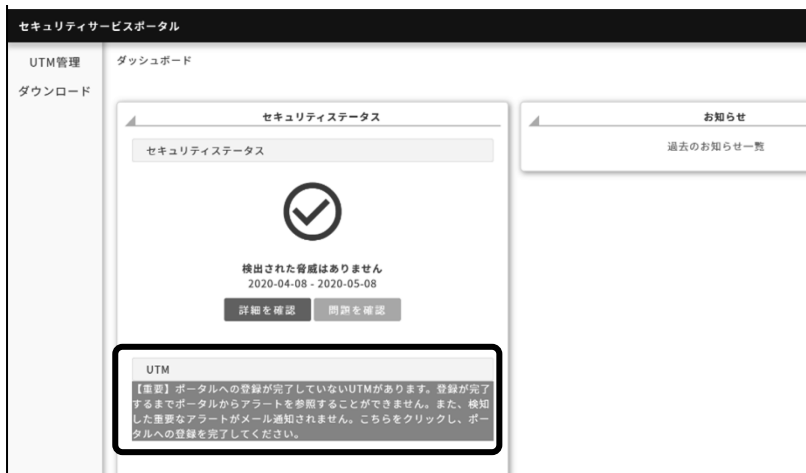 セキュリティサービスポータル
UTM管理
ダウンロード
ダッシュボード
セキュリティステータス
セキュリティステータス
検出された脅威はありません
2020-04-08 - 2020-05-08
詳細を確認 問題を確認
UTM
【重要】ポータルへの登録が完了していないUTMがあります。登録が完了
するまでポータルからアラートを参照することができません。また、検知
した重要なアラートがメール通知されません。こちらをクリックし、ポー
タルへの登録を完了してください。
お知らせ
過去のお知らせ一覧